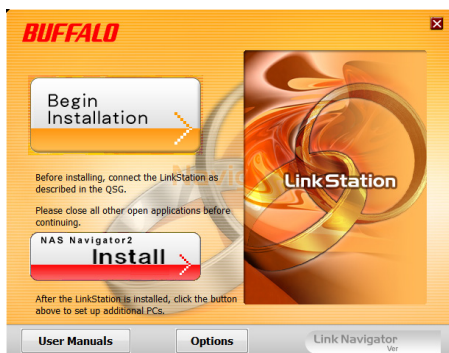 BUFFALO
Begin
Installation
Before installing, connect the LinkStation as
described in the QSG.
Please close all other open applications before
continuing.
LinkStation
NAS Navigator2
Install
After the LinkStation is installed, click the button
above to set up additional PCs.
User Manuals
Options
Link Navigator
Ver